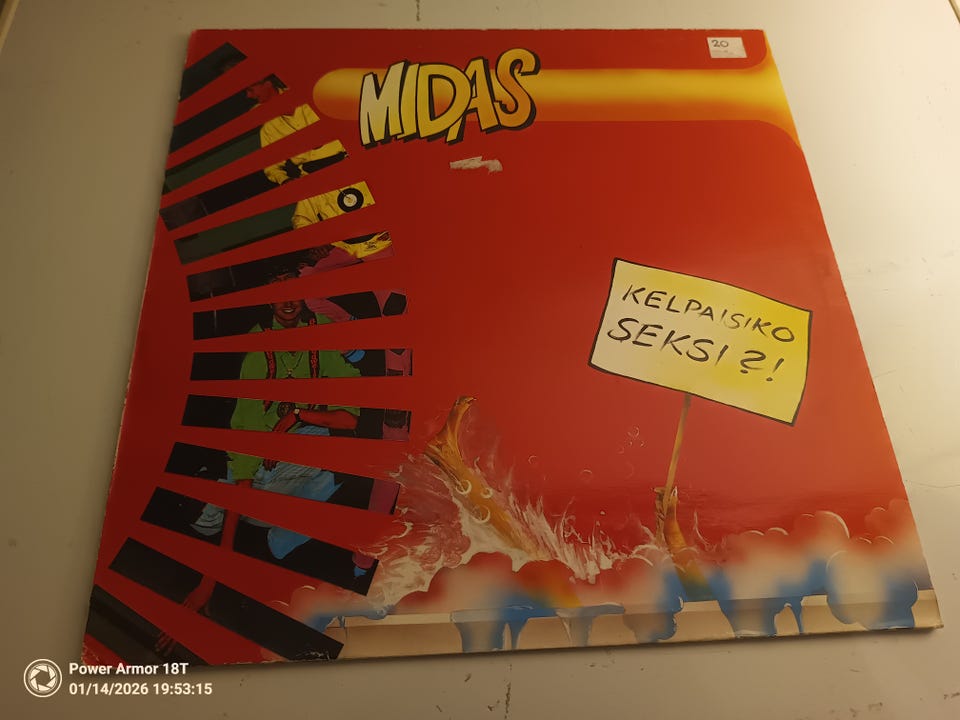 20
MIDAS
KELPAISIKO
SEKSI?!
Power Armor 18T
01/14/2026 19:53:15